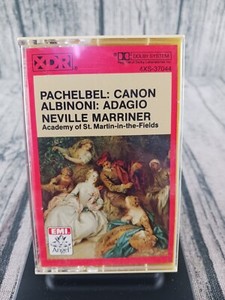 XDR
DOLBY SYSTEM
4XS-37044
PACHELBEL: CANON
ALBINONI: ADAGIO
NEVILLE MARRINER
Academy of St. Martin-in-the-Fields
EMI
Angel